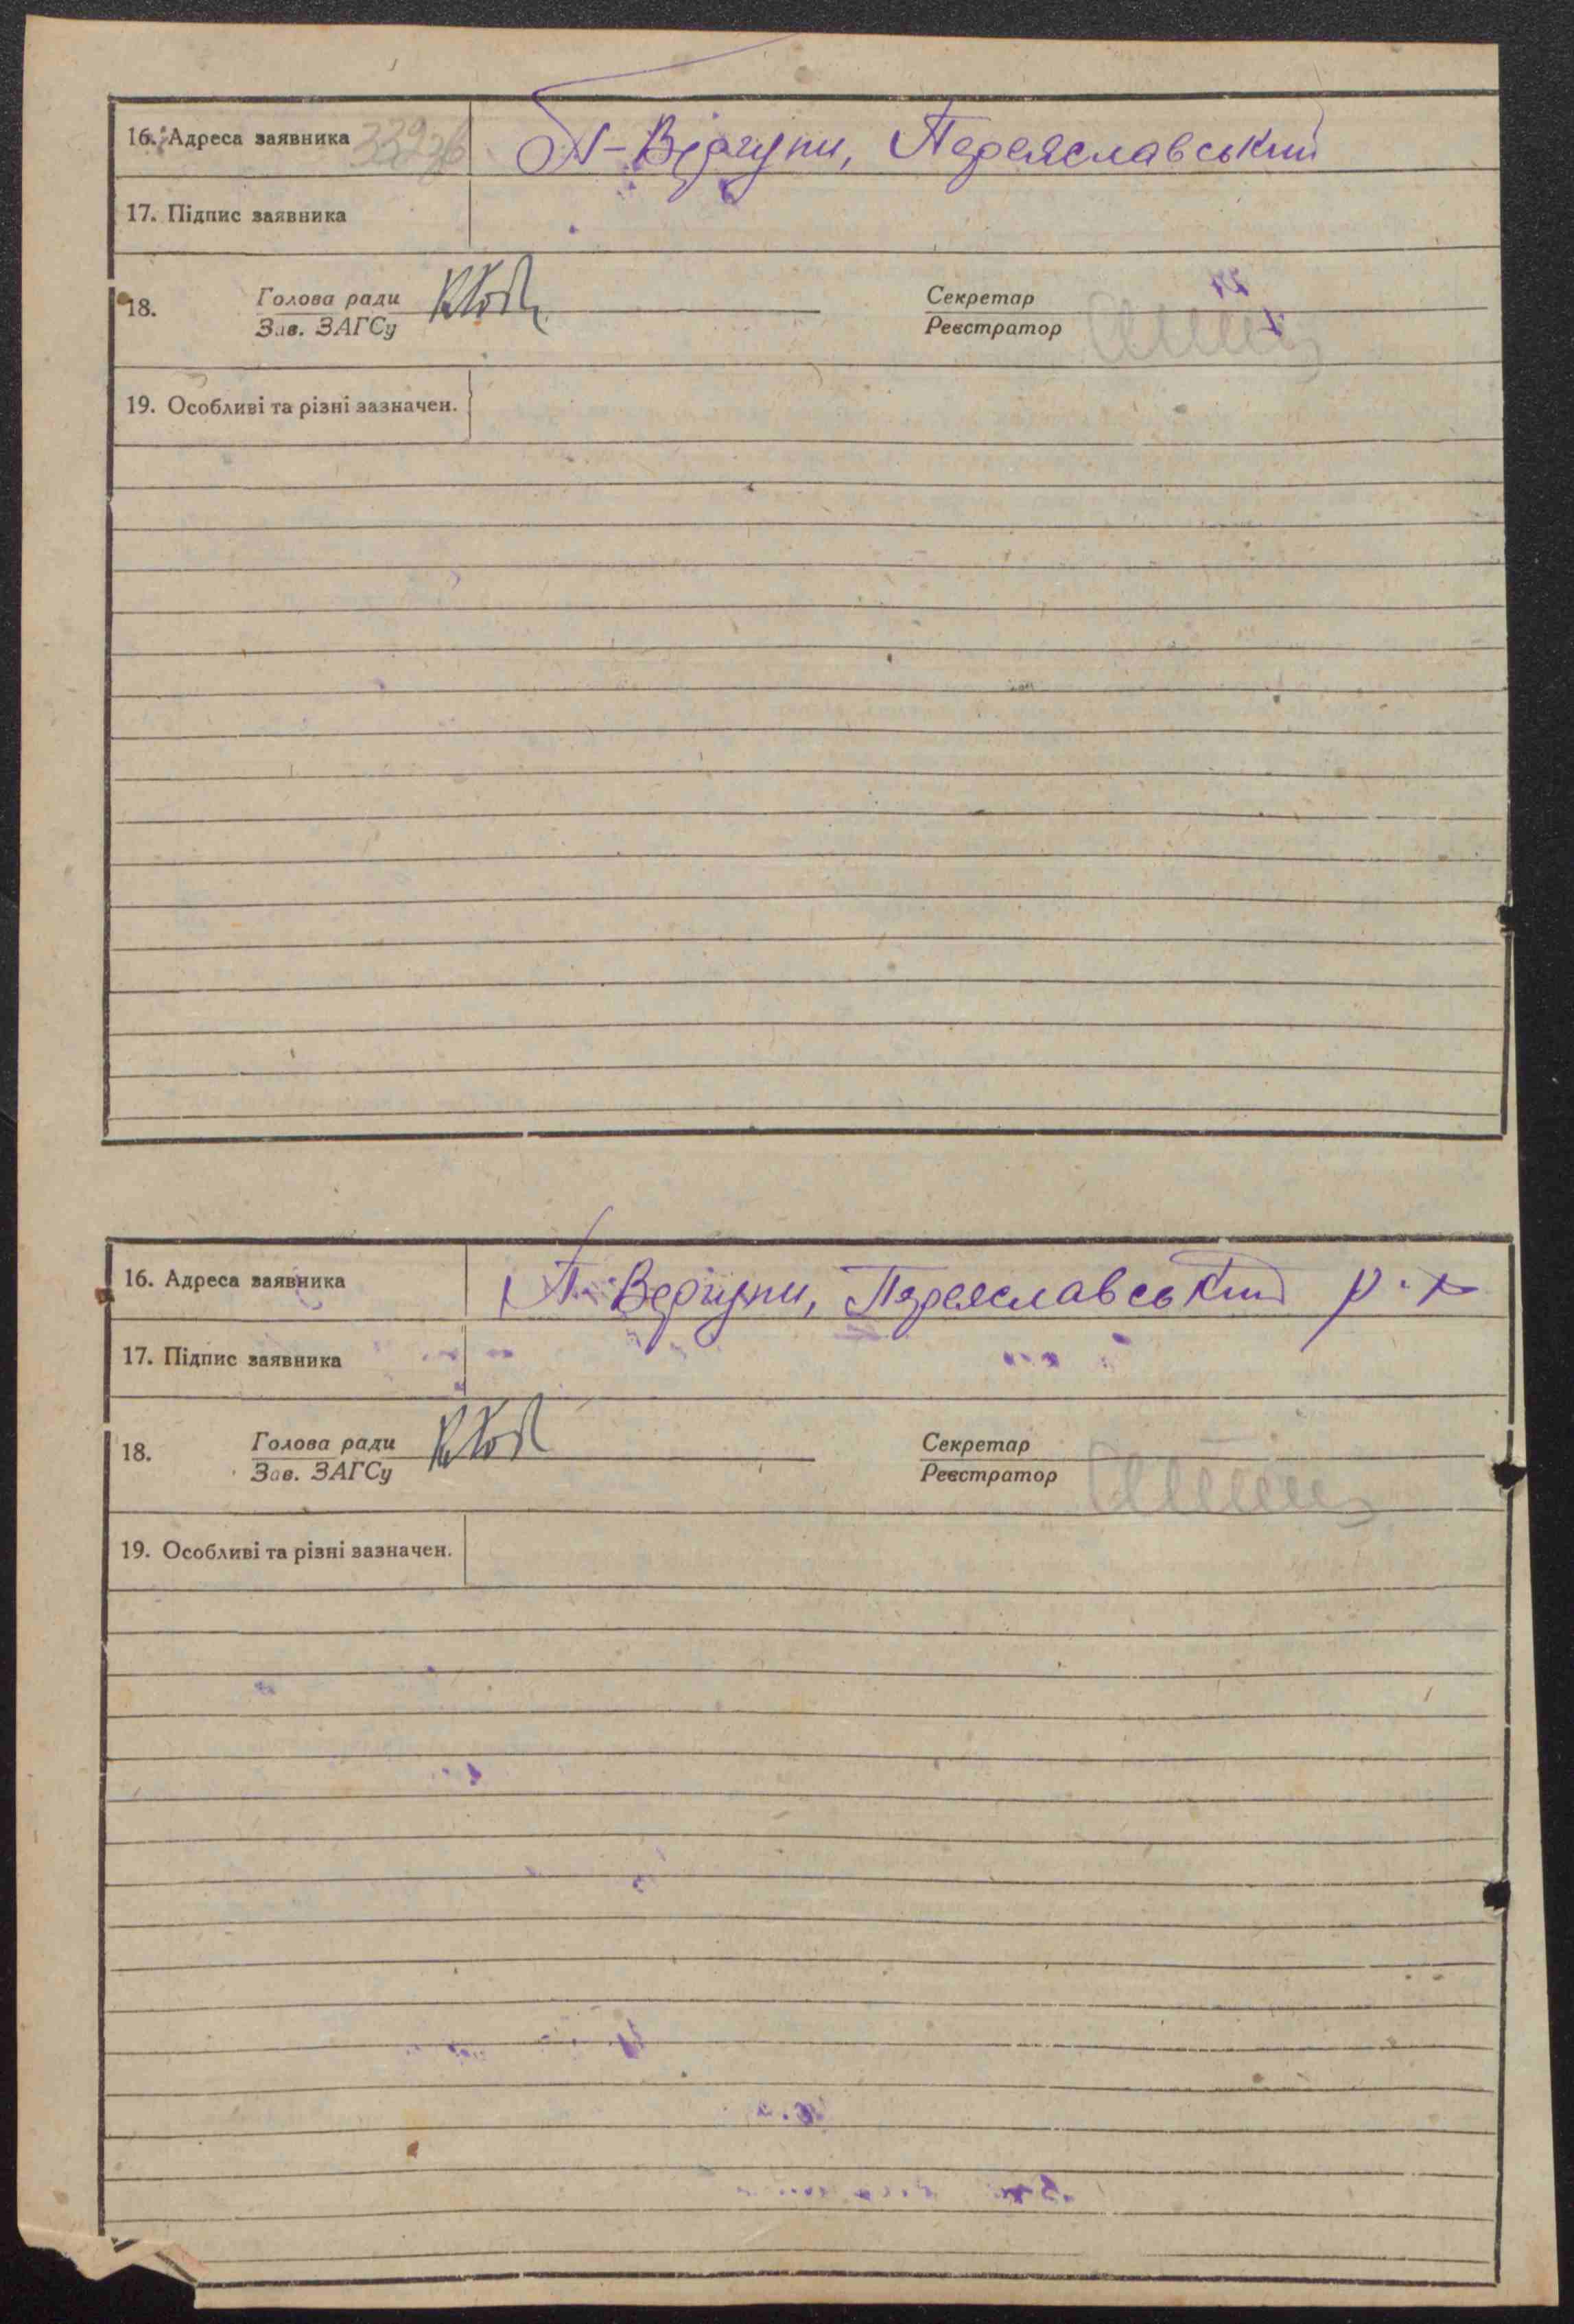 16. Адреса заявника П-Вергуни, Переяславський
17. Підпис заявника
18. Голова ради Секретар
Зав. ЗАГСу Реєстратор
19. Особливі та різні зазначен.
16. Адреса заявника П-Вергуни, Переяславський р-н
17. Підпис заявника
18. Голова ради Секретар
Зав. ЗАГСу Реєстратор
19. Особливі та різні зазначен.